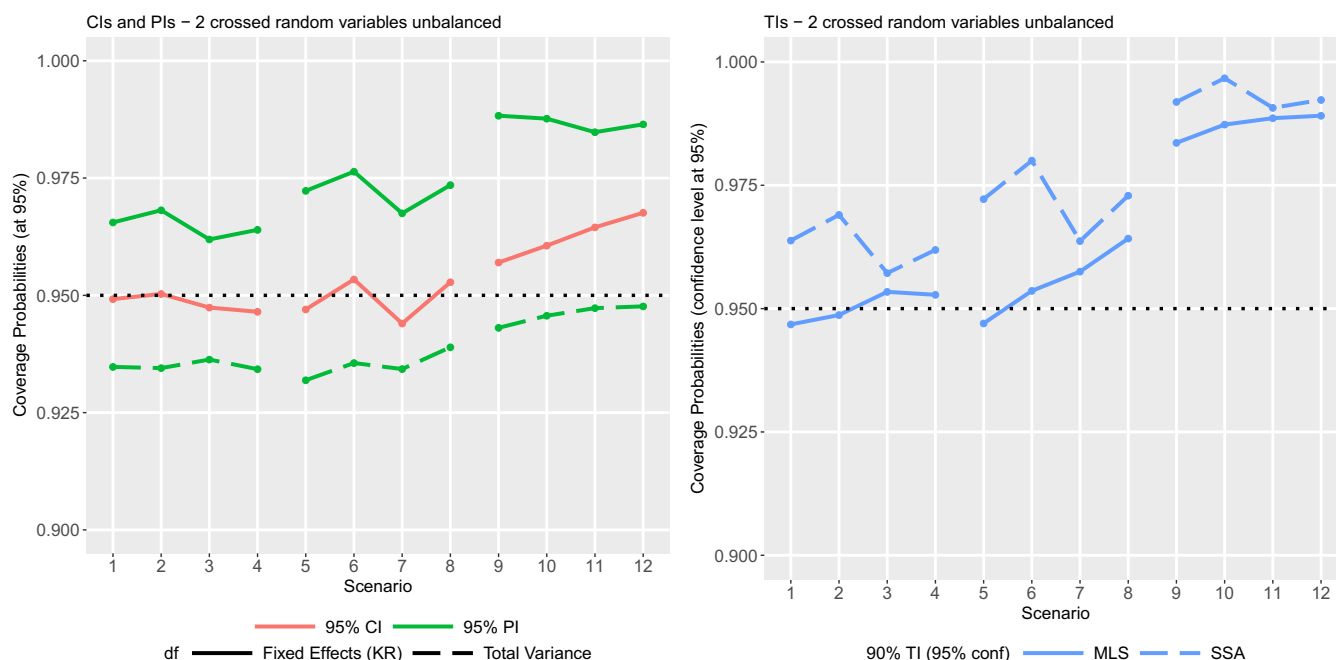 CIs and PIs − 2 crossed random variables unbalanced
Coverage Probabilities (at 95%)
1.000
0.975
0.950
0.925
0.900
1 2 3 4 5 6 7 8 9 10 11 12
Scenario
95% CI 95% PI
df Fixed Effects (KR) Total Variance
TIs − 2 crossed random variables unbalanced
Coverage Probabilities (confidence level at 95%)
1.000
0.975
0.950
0.925
0.900
1 2 3 4 5 6 7 8 9 10 11 12
Scenario
90% TI (95% conf) MLS SSA